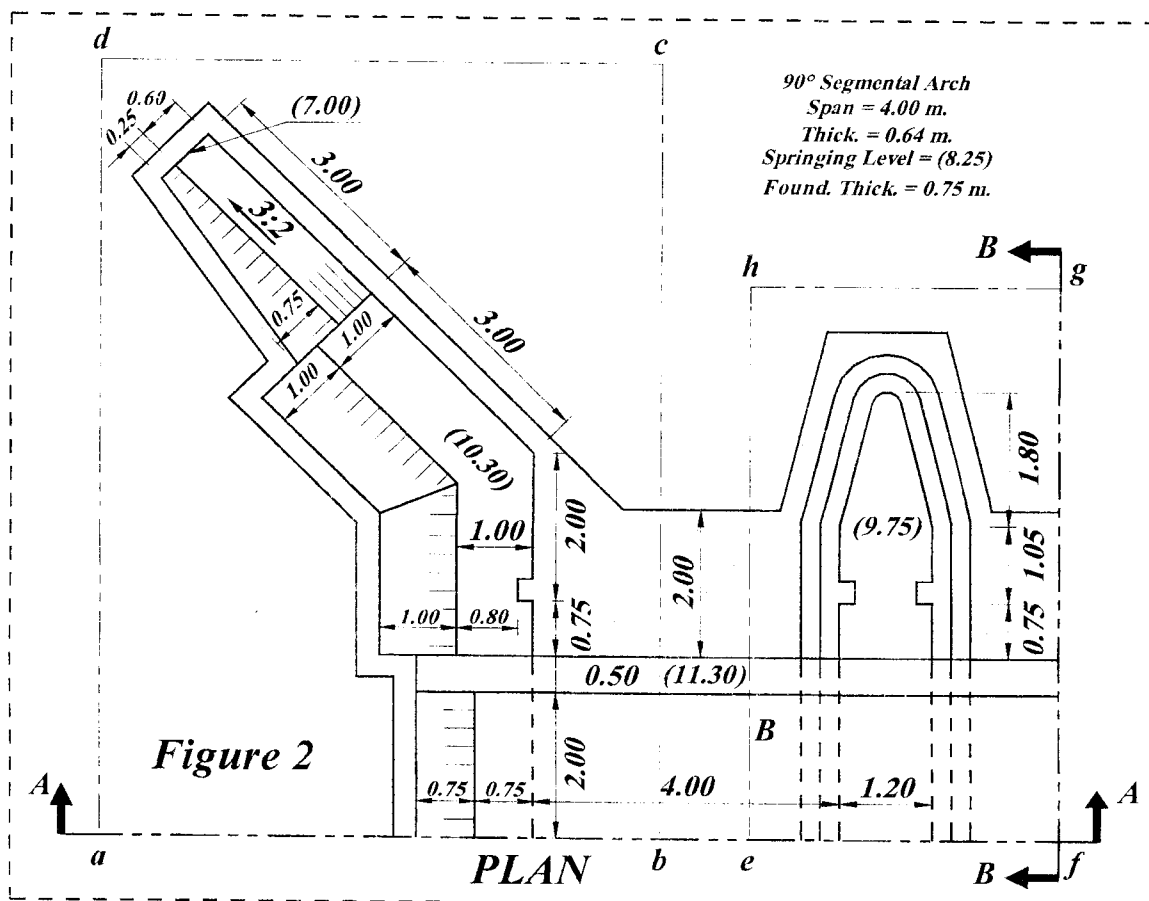 d
c
90° Segmental Arch
Span = 4.00 m.
Thick. = 0.64 m.
Springing Level = (8.25)
Found. Thick. = 0.75 m.
0.60
0.25
(7.00)
3.00
3:2
B
h
g
0.75
1.00
3.00
1.00
(10.30)
1.80
1.00
2.00
(9.75)
2.00
1.05
1.00
0.80
0.75
0.75
0.50
(11.30)
B
Figure 2
2.00
A
0.75
0.75
4.00
1.20
A
a
PLAN
b
e
B
f